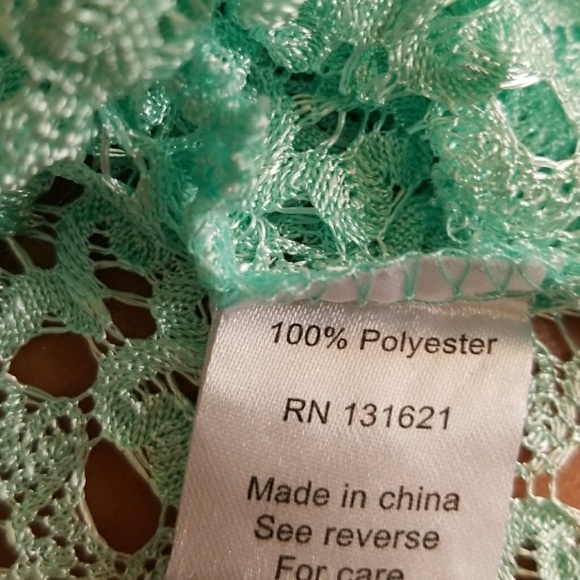 100% Polyester
RN 131621
Made in china
See reverse
For care